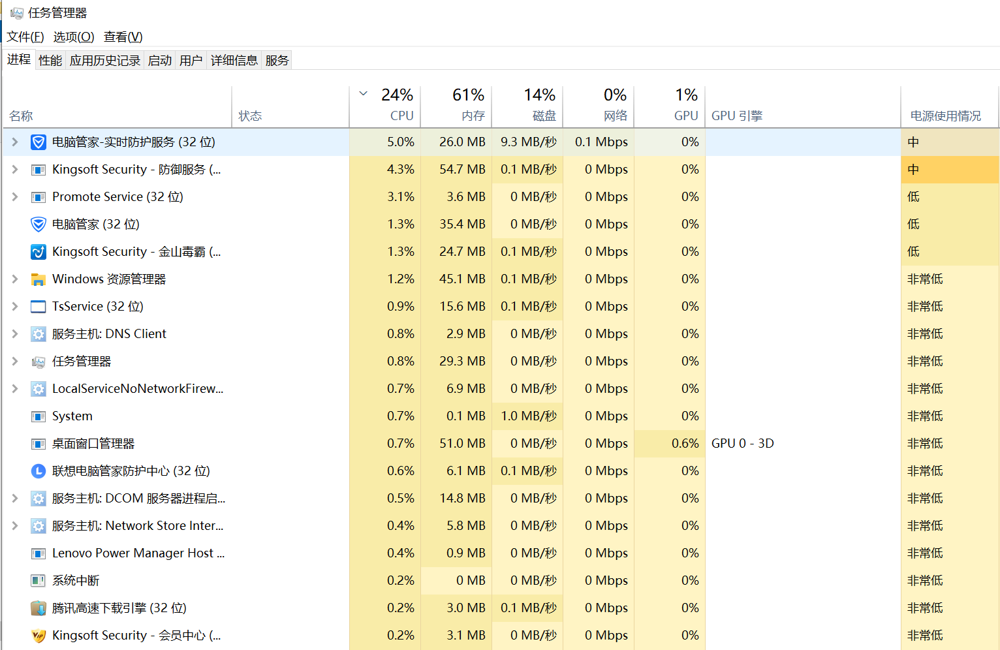 任务管理器
文件(F) 选项(O) 查看(V)
进程 性能 应用历史记录 启动 用户 详细信息 服务
24% 61% 14% 0% 1%
名称 状态 CPU 内存 磁盘 网络 GPU GPU 引擎 电源使用情况
电脑管家-实时防护服务 (32 位) 5.0% 26.0 MB 9.3 MB/秒 0.1 Mbps 0% 中
Kingsoft Security - 防御服务 (... 4.3% 54.7 MB 0.1 MB/秒 0 Mbps 0% 中
Promote Service (32 位) 3.1% 3.6 MB 0 MB/秒 0 Mbps 0% 低
电脑管家 (32 位) 1.3% 35.4 MB 0 MB/秒 0 Mbps 0% 低
Kingsoft Security - 金山毒霸 (... 1.3% 24.7 MB 0.1 MB/秒 0 Mbps 0% 低
Windows 资源管理器 1.2% 45.1 MB 0.1 MB/秒 0 Mbps 0% 非常低
TsService (32 位) 0.9% 15.6 MB 0.1 MB/秒 0 Mbps 0% 非常低
服务主机: DNS Client 0.8% 2.9 MB 0 MB/秒 0 Mbps 0% 非常低
任务管理器 0.8% 29.3 MB 0 MB/秒 0 Mbps 0% 非常低
LocalServiceNoNetworkFirew... 0.7% 6.9 MB 0 MB/秒 0 Mbps 0% 非常低
System 0.7% 0.1 MB 1.0 MB/秒 0 Mbps 0% 非常低
桌面窗口管理器 0.7% 51.0 MB 0 MB/秒 0 Mbps 0.6% GPU 0 - 3D 非常低
联想电脑管家防护中心 (32 位) 0.6% 6.1 MB 0.1 MB/秒 0 Mbps 0% 非常低
服务主机: DCOM 服务器进程启... 0.5% 14.8 MB 0 MB/秒 0 Mbps 0% 非常低
服务主机: Network Store Inter... 0.4% 5.8 MB 0 MB/秒 0 Mbps 0% 非常低
Lenovo Power Manager Host ... 0.4% 0.9 MB 0 MB/秒 0 Mbps 0% 非常低
系统中断 0.2% 0 MB 0 MB/秒 0 Mbps 0% 非常低
腾讯高速下载引擎 (32 位) 0.2% 3.0 MB 0.1 MB/秒 0 Mbps 0% 非常低
Kingsoft Security - 会员中心 (... 0.2% 3.1 MB 0 MB/秒 0 Mbps 0% 非常低